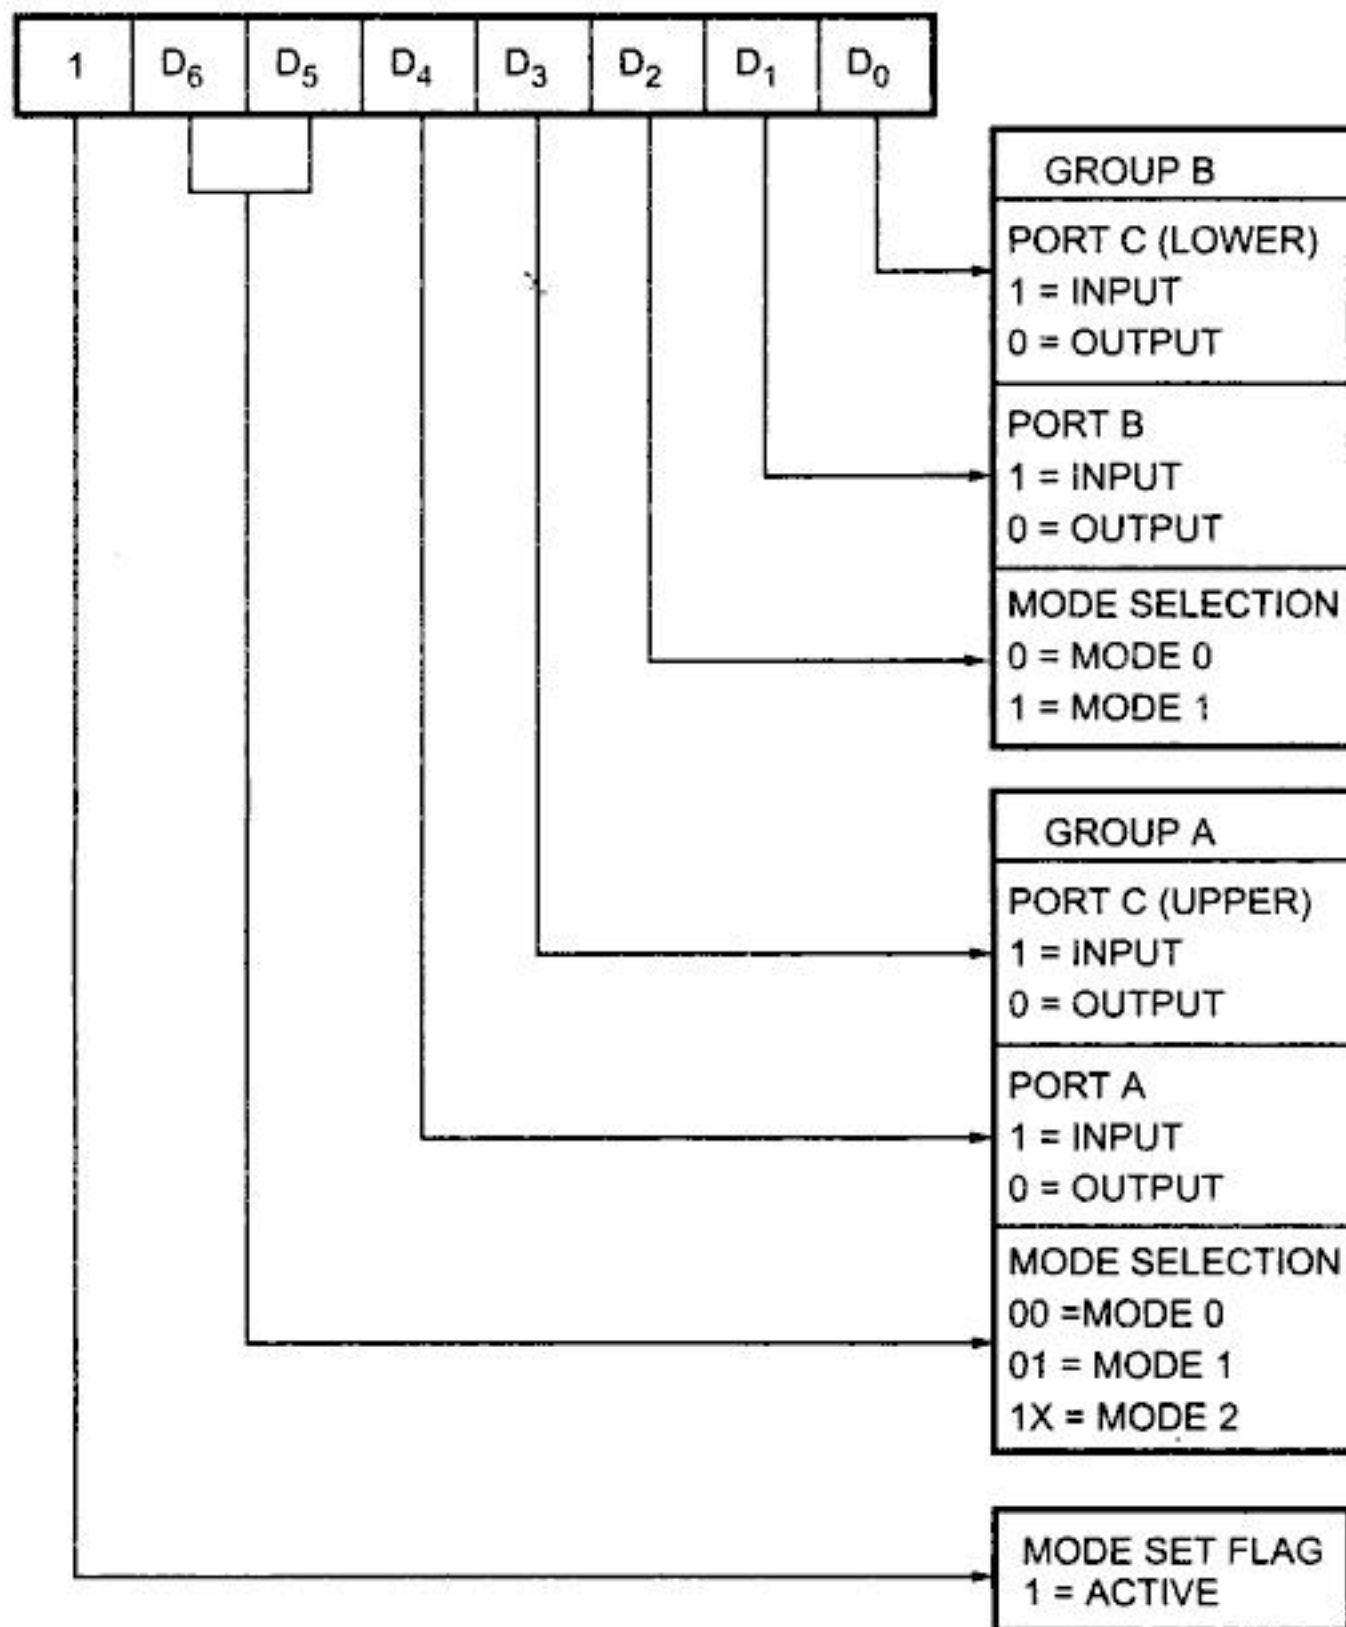 1 D6 D5 D4 D3 D2 D1 D0
GROUP B
PORT C (LOWER)
1 = INPUT
0 = OUTPUT
PORT B
1 = INPUT
0 = OUTPUT
MODE SELECTION
0 = MODE 0
1 = MODE 1
GROUP A
PORT C (UPPER)
1 = INPUT
0 = OUTPUT
PORT A
1 = INPUT
0 = OUTPUT
MODE SELECTION
00 =MODE 0
01 = MODE 1
1X = MODE 2
MODE SET FLAG
1 = ACTIVE